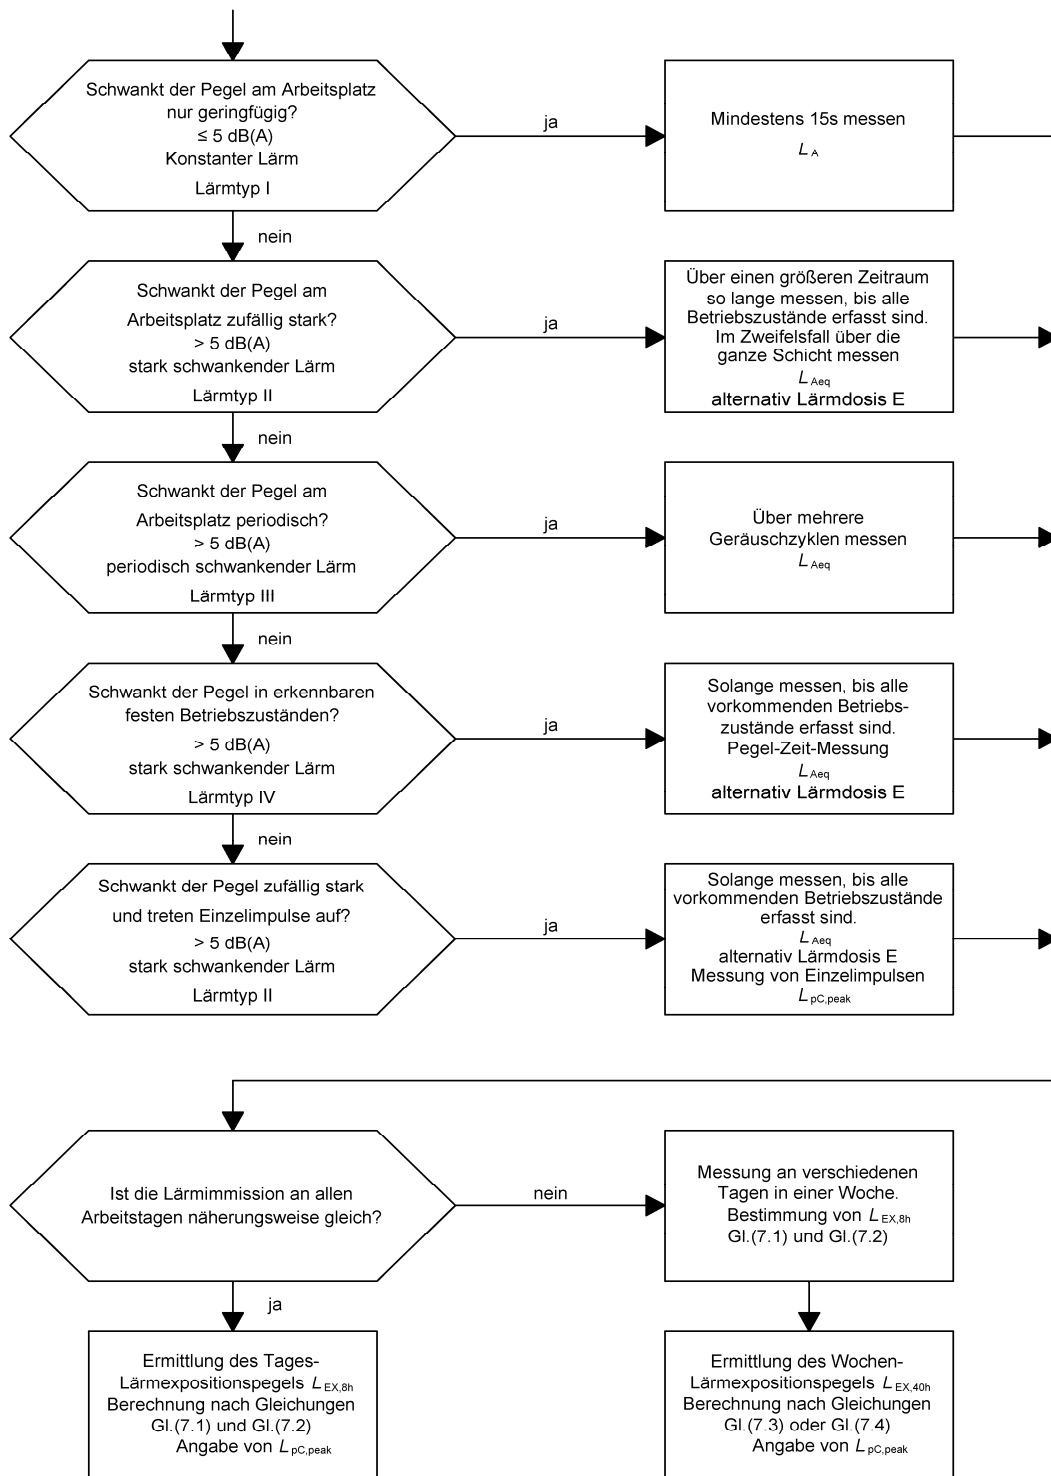 Schwankt der Pegel am Arbeitsplatz
nur geringfügig?
≤ 5 dB(A)
Konstanter Lärm
Lärmtyp I
ja
Mindestens 15s messen
L A
nein
Schwankt der Pegel am
Arbeitsplatz zufällig stark?
> 5 dB(A)
stark schwankender Lärm
Lärmtyp II
ja
Über einen größeren Zeitraum
so lange messen, bis alle
Betriebszustände erfasst sind.
Im Zweifelsfall über die
ganze Schicht messen
L Aeq
alternativ Lärmdosis E
nein
Schwankt der Pegel am
Arbeitsplatz periodisch?
> 5 dB(A)
periodisch schwankender Lärm
Lärmtyp III
ja
Über mehrere
Geräuschzyklen messen
L Aeq
nein
Schwankt der Pegel in erkennbaren
festen Betriebszuständen?
> 5 dB(A)
stark schwankender Lärm
Lärmtyp IV
ja
Solange messen, bis alle
vorkommenden Betriebs-
zustände erfasst sind.
Pegel-Zeit-Messung
L Aeq
alternativ Lärmdosis E
nein
Schwankt der Pegel zufällig stark
und treten Einzelimpulse auf?
> 5 dB(A)
stark schwankender Lärm
Lärmtyp II
ja
Solange messen, bis alle
vorkommenden Betriebszustände
erfasst sind.
L Aeq
alternativ Lärmdosis E
Messung von Einzelimpulsen
L pC,peak
Ist die Lärmimmission an allen
Arbeitstagen näherungsweise gleich?
nein
Messung an verschiedenen
Tagen in einer Woche.
Bestimmung von L EX,8h
Gl.(7.1) und Gl.(7.2)
ja
Ermittlung des Tages-
Lärmexpositionspegels L EX,8h
Berechnung nach Gleichungen
Gl.(7.1) und Gl.(7.2)
Angabe von L pC,peak
Ermittlung des Wochen-
Lärmexpositionspegels L EX,40h
Berechnung nach Gleichungen
Gl.(7.3) oder Gl.(7.4)
Angabe von L pC,peak